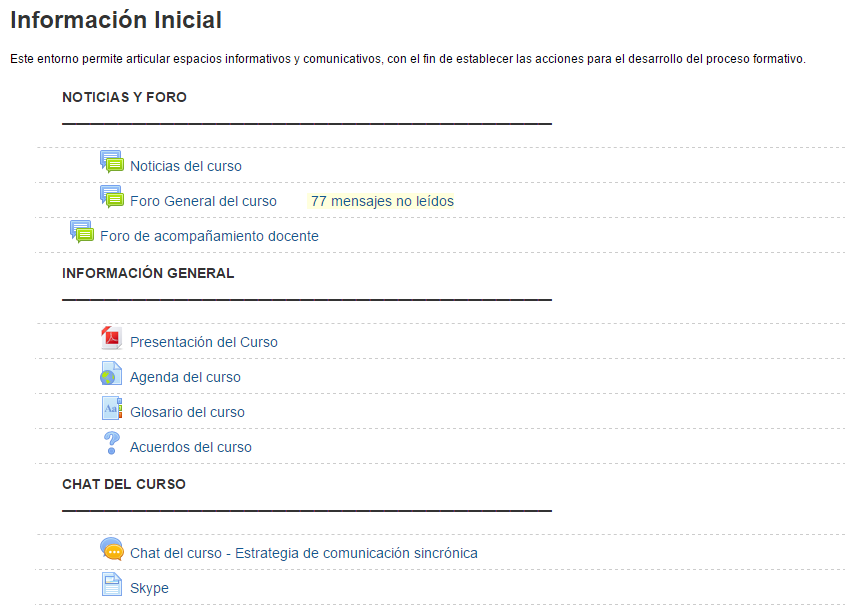 Información Inicial
Este entorno permite articular espacios informativos y comunicativos, con el fin de establecer las acciones para el desarrollo del proceso formativo.
NOTICIAS Y FORO
Noticias del curso
Foro General del curso 77 mensajes no leídos
Foro de acompañamiento docente
INFORMACIÓN GENERAL
Presentación del Curso
Agenda del curso
Aa Glosario del curso
Acuerdos del curso
CHAT DEL CURSO
Chat del curso - Estrategia de comunicación sincrónica
Skype